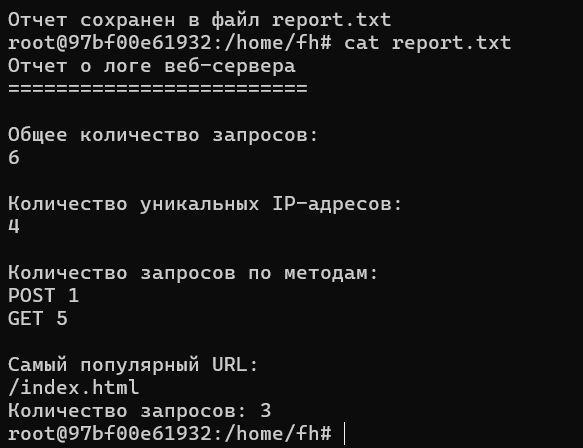 Отчет сохранен в файл report.txt
root@97bf00e61932:/home/fh# cat report.txt
Отчет о логе веб-сервера
=========================
Общее количество запросов:
6
Количество уникальных IP-адресов:
4
Количество запросов по методам:
POST 1
GET 5
Самый популярный URL:
/index.html
Количество запросов: 3
root@97bf00e61932:/home/fh#